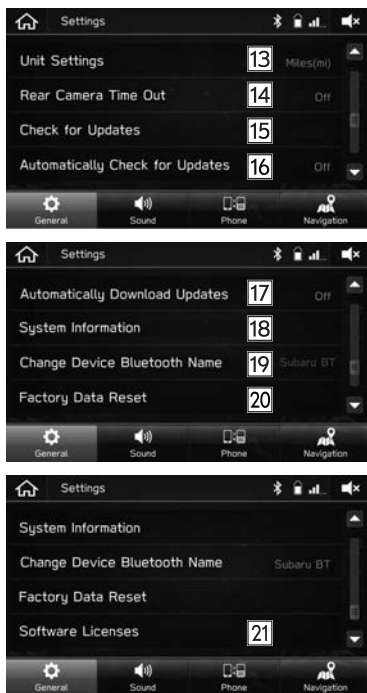 Settings
Unit Settings 13 Miles(mi)
Rear Camera Time Out 14 Off
Check for Updates 15
Automatically Check for Updates 16 Off
General Sound Phone Navigation
Settings
Automatically Download Updates 17 Off
System Information 18
Change Device Bluetooth Name 19 Subaru BT
Factory Data Reset 20
General Sound Phone Navigation
Settings
System Information
Change Device Bluetooth Name Subaru BT
Factory Data Reset
Software Licenses 21
General Sound Phone Navigation